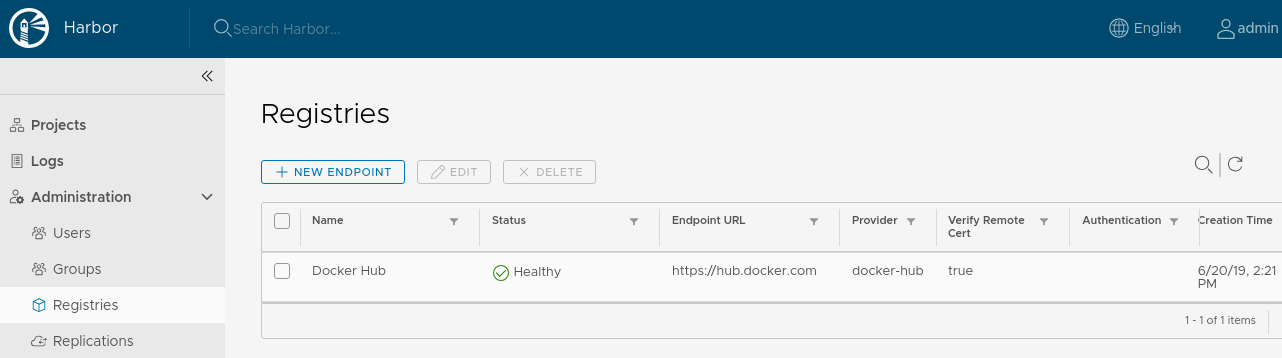 Harbor
Search Harbor...
English
admin
Projects
Logs
Administration
Users
Groups
Registries
Replications
Registries
NEW ENDPOINT EDIT DELETE
Name Status Endpoint URL Provider Verify Remote Cert Authentication Creation Time
Docker Hub Healthy https://hub.docker.com docker-hub true 6/20/19, 2:21 PM
1 - 1 of 1 items